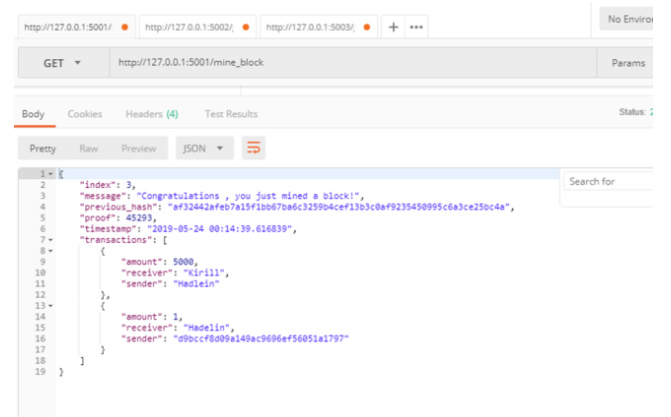 http://127.0.0.1:5001/ http://127.0.0.1:5002/ http://127.0.0.1:5003/ + ••• No Enviro
GET http://127.0.0.1:5001/mine_block Params
Body Cookies Headers (4) Test Results Status: 2
Pretty Raw Preview JSON
Search for
1 {
2 "index": 3,
3 "message": "Congratulations , you just mined a block!",
4 "previous_hash": "af32442afeb7a15f1bb67ba6c3259b4cef13b3c0af9235450995c6a3ce25bc4a",
5 "proof": 45293,
6 "timestamp": "2019-05-24 00:14:39.616839",
7 "transactions": [
8 {
9 "amount": 5000,
10 "receiver": "Kirill",
11 "sender": "Hadlein"
12 },
13 {
14 "amount": 1,
15 "receiver": "Hadelin",
16 "sender": "d9bccf8d09a149ac9696ef56051a1797"
17 }
18 ]
19 }